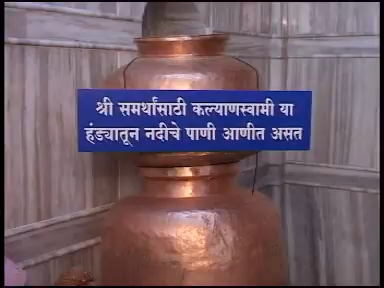 श्री समर्थांसाठी कल्याणस्वामी या
हंड्यातून नदीचे पाणी आणीत असत